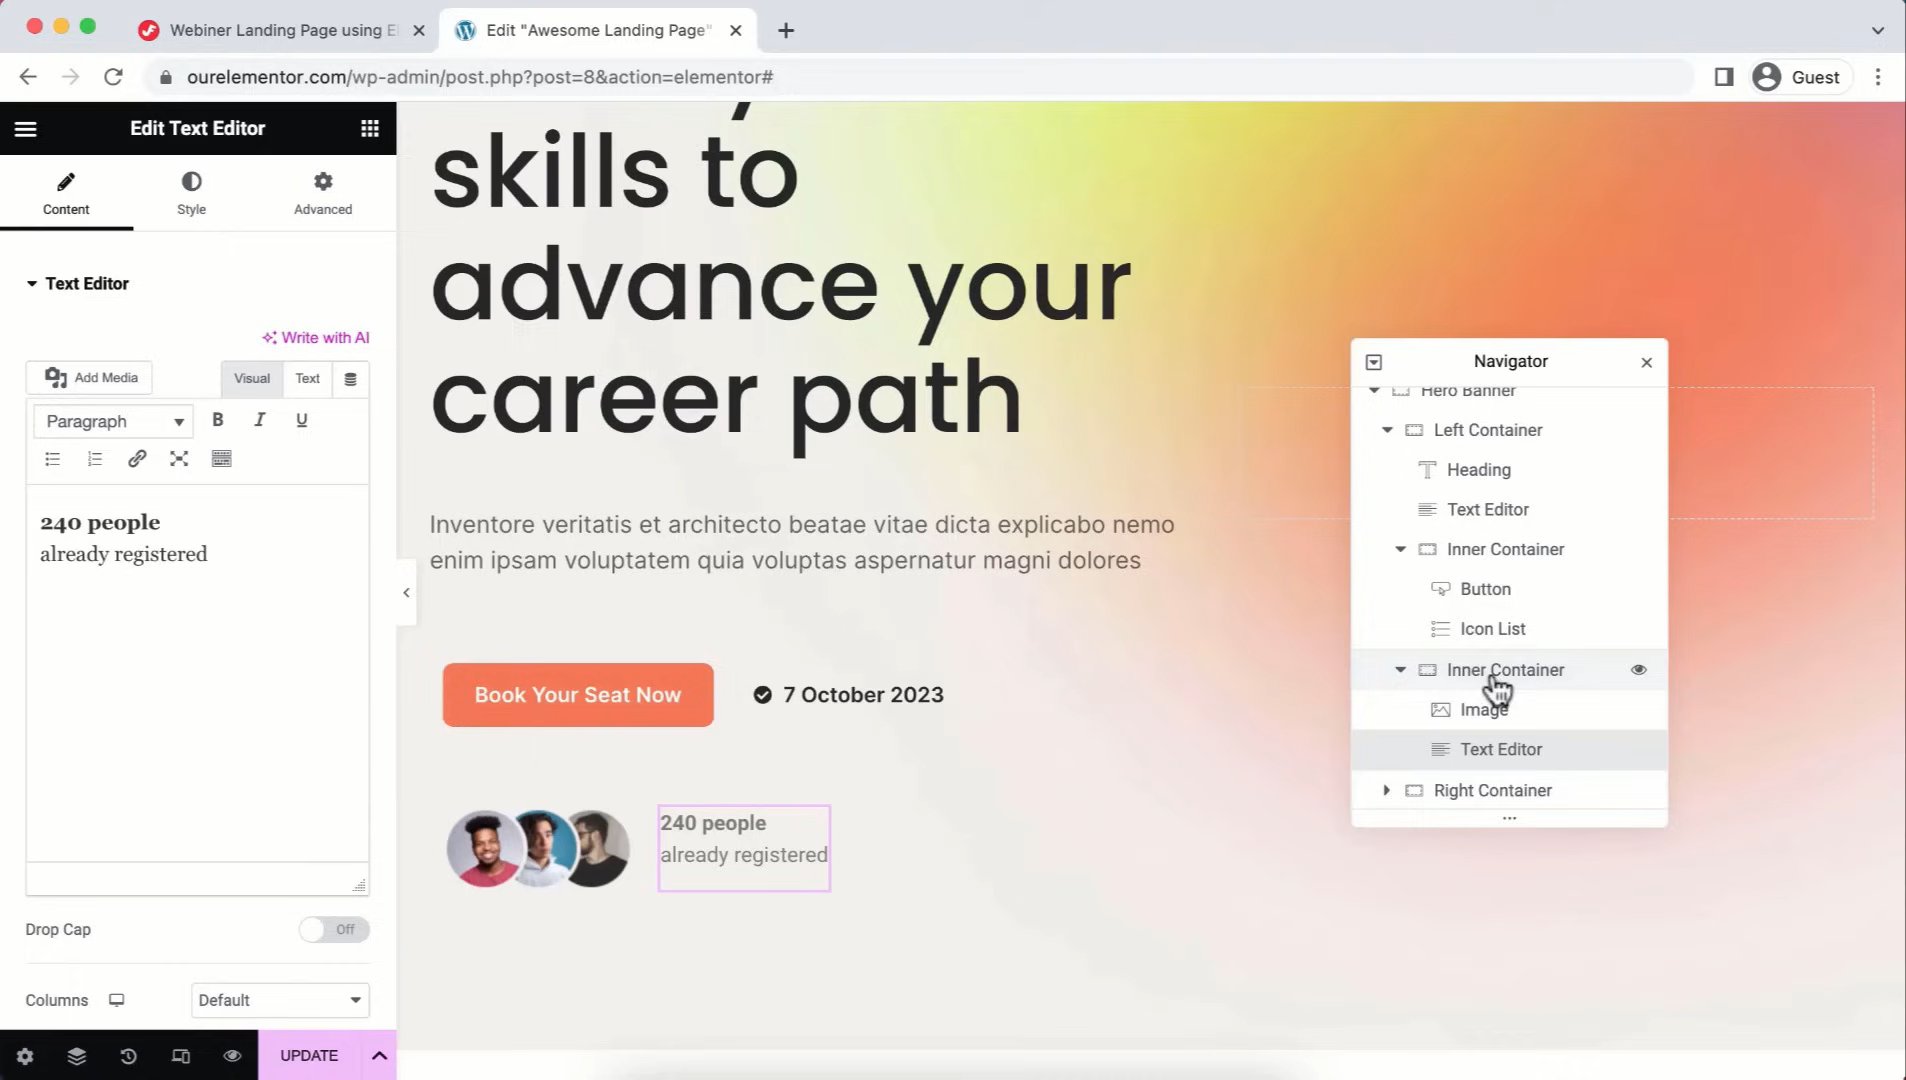 Webiner Landing Page using El
Edit "Awesome Landing Page"
ourelementor.com/wp-admin/post.php?post=8&action=elementor#
Guest
Edit Text Editor
Content
Style
Advanced
Text Editor
Write with AI
Add Media
Visual
Text
Paragraph
B
I
U
240 people
already registered
Drop Cap
Off
Columns
Default
UPDATE
skills to
advance your
career path
Inventore veritatis et architecto beatae vitae dicta explicabo nemo
enim ipsam voluptatem quia voluptas aspernatur magni dolores
Book Your Seat Now
7 October 2023
240 people
already registered
Navigator
Hero Banner
Left Container
Heading
Text Editor
Inner Container
Button
Icon List
Inner Container
Image
Text Editor
Right Container